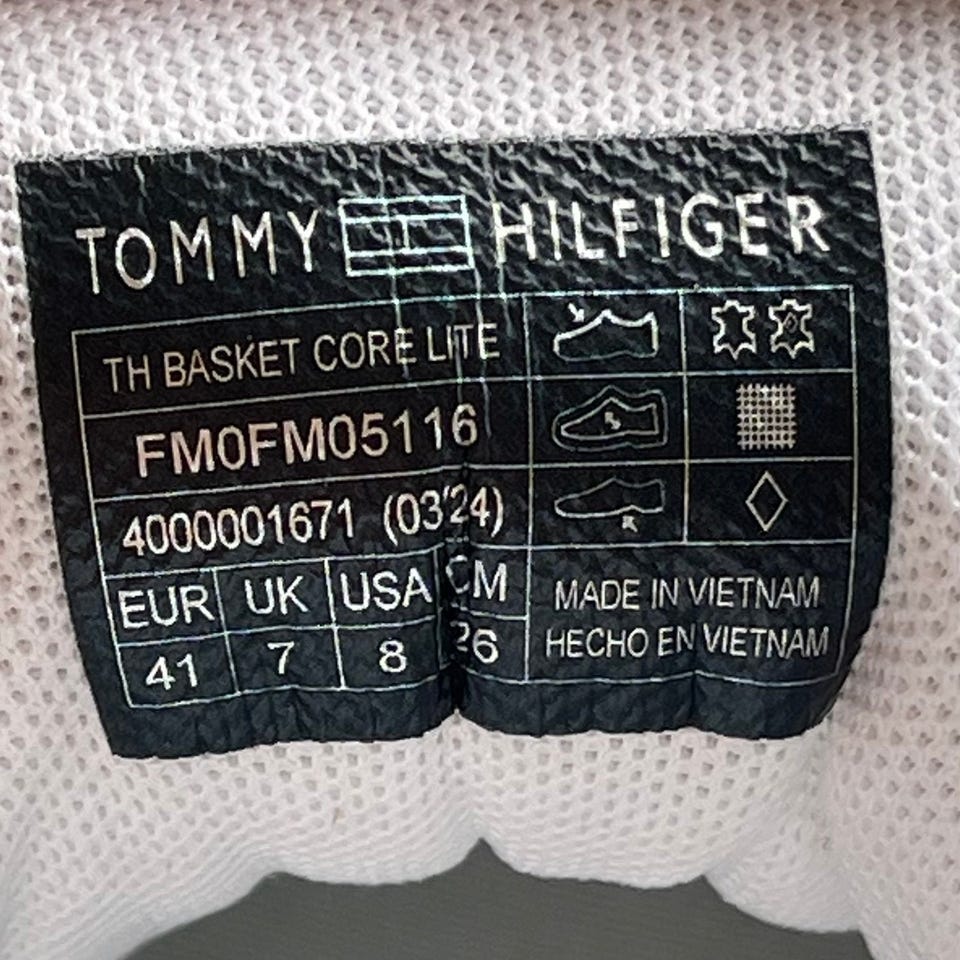 TOMMY HILFIGER
TH BASKET CORE LITE
FM0FM05116
4000001671 (03'24)
EUR UK USA CM
41 7 8 26
MADE IN VIETNAM
HECHO EN VIETNAM